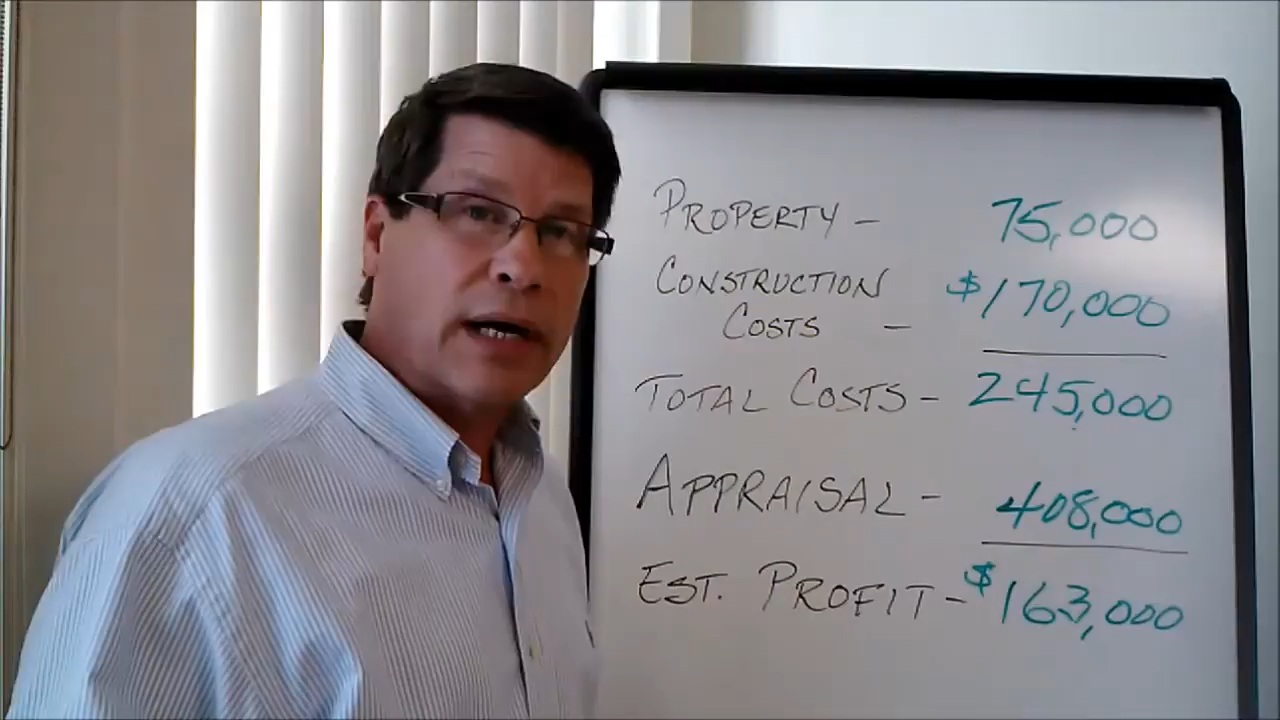 PROPERTY - 75,000
CONSTRUCTION $170,000
COSTS -
TOTAL COSTS - 245,000
APPRAISAL - 408,000
EST. PROFIT - $163,000